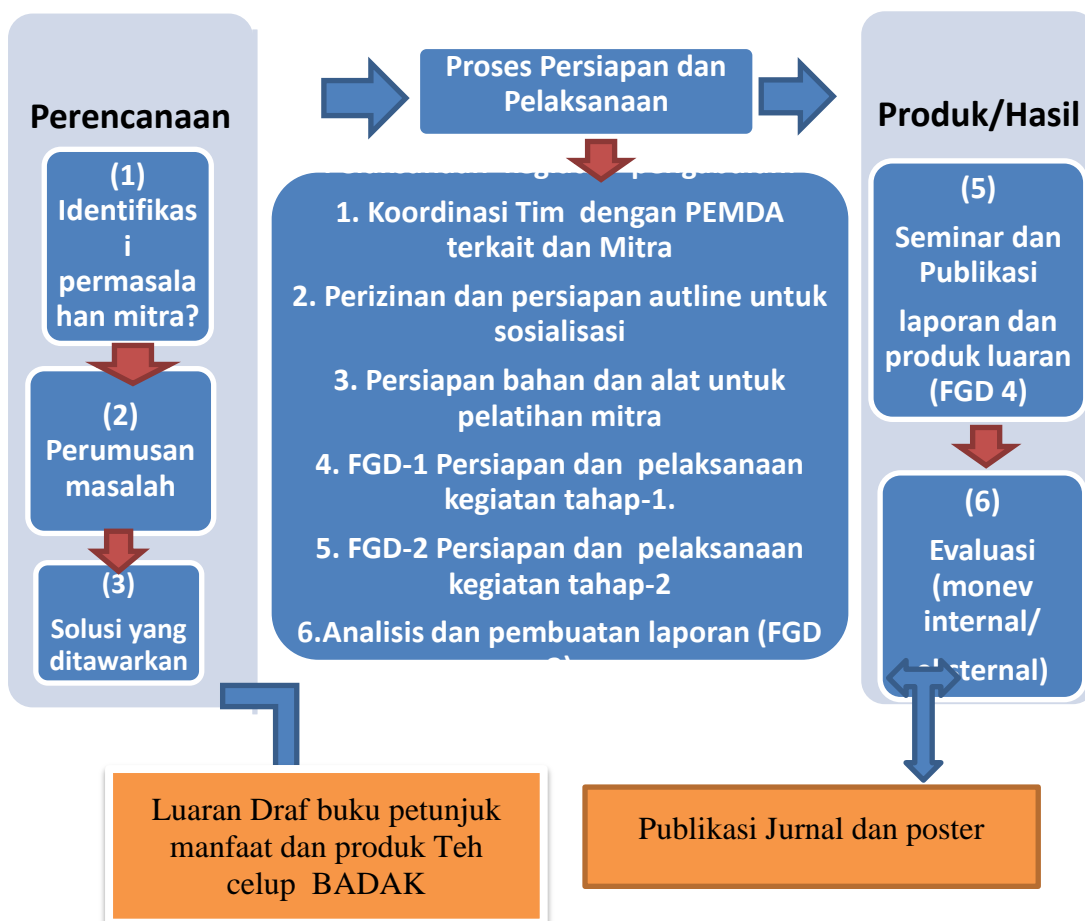 Perencanaan
(1)
Identifikas
i
permasala
han mitra?
(2)
Perumusan
masalah
(3)
Solusi yang
ditawarkan
Proses Persiapan dan
Pelaksanaan
1. Koordinasi Tim dengan PEMDA
terkait dan Mitra
2. Perizinan dan persiapan autline untuk
sosialisasi
3. Persiapan bahan dan alat untuk
pelatihan mitra
4. FGD-1 Persiapan dan pelaksanaan
kegiatan tahap-1.
5. FGD-2 Persiapan dan pelaksanaan
kegiatan tahap-2
6.Analisis dan pembuatan laporan (FGD
Produk/Hasil
(5)
Seminar dan
Publikasi
laporan dan
produk luaran
(FGD 4)
(6)
Evaluasi
(monev
internal/
Luaran Draf buku petunjuk
manfaat dan produk Teh
celup BADAK
Publikasi Jurnal dan poster